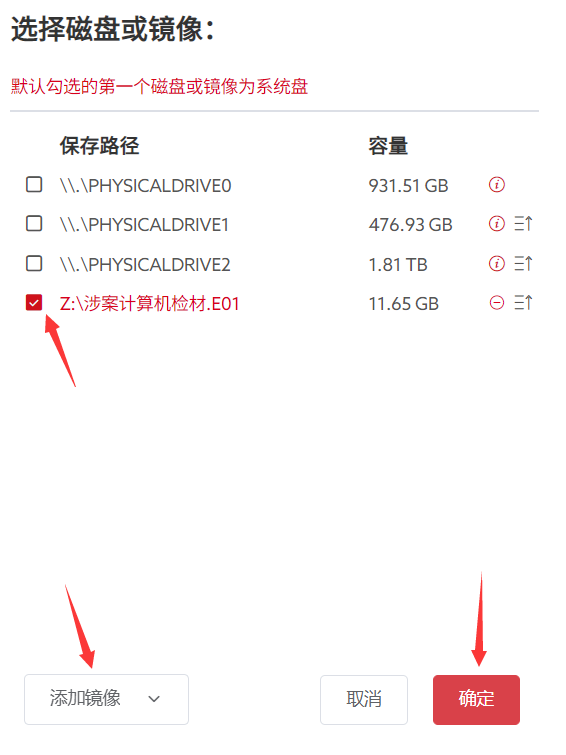 选择磁盘或镜像：
默认勾选的第一个磁盘或镜像为系统盘
保存路径 容量
\\.\PHYSICALDRIVE0 931.51 GB
\\.\PHYSICALDRIVE1 476.93 GB
\\.\PHYSICALDRIVE2 1.81 TB
Z:\涉案计算机检材.E01 11.65 GB
添加镜像 取消 确定